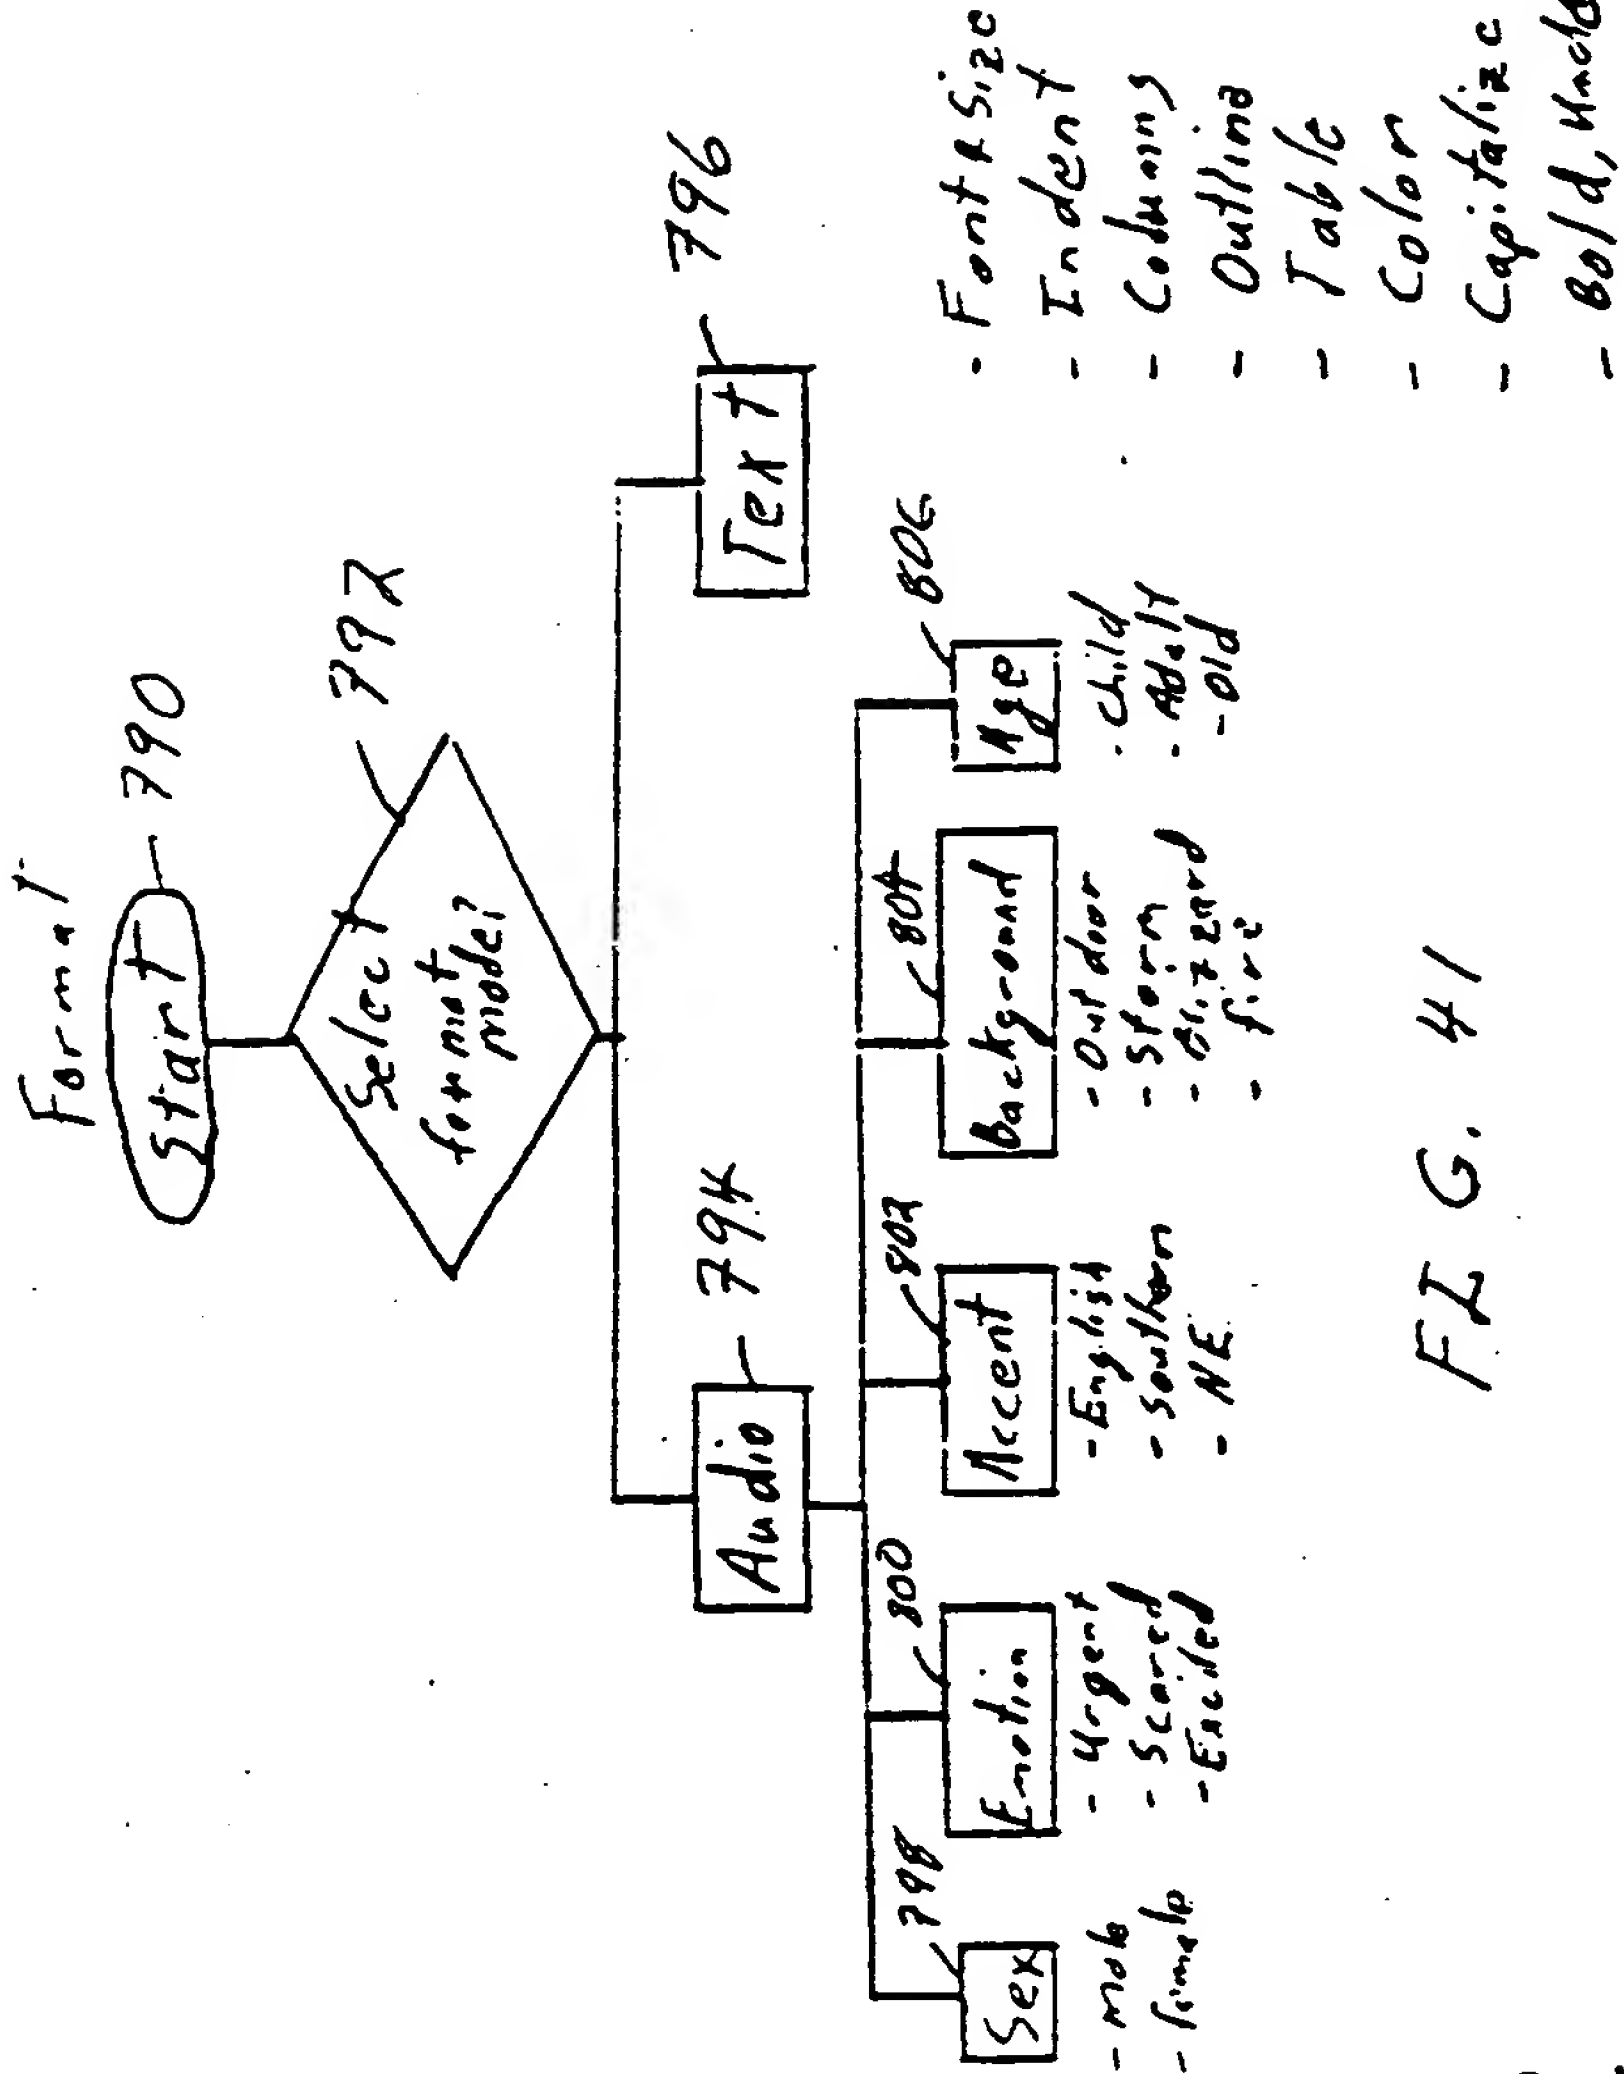 Format
Start
790
Select
format
mode?
792
Audio
794
Text
796
Sex
798
- male
- female
Emotion
800
- Urgent
- Scared
- Excited
Accent
802
- English
- Southern
- NE
Background
804
- Outdoor
- Storm
- Blizzard
- fire
Age
806
- Child
- Adult
- Old
- Font & Size
- Indent
- Columns
- Outline
- Table
- Color
- Capitalize
- Bold,
FIG. 41